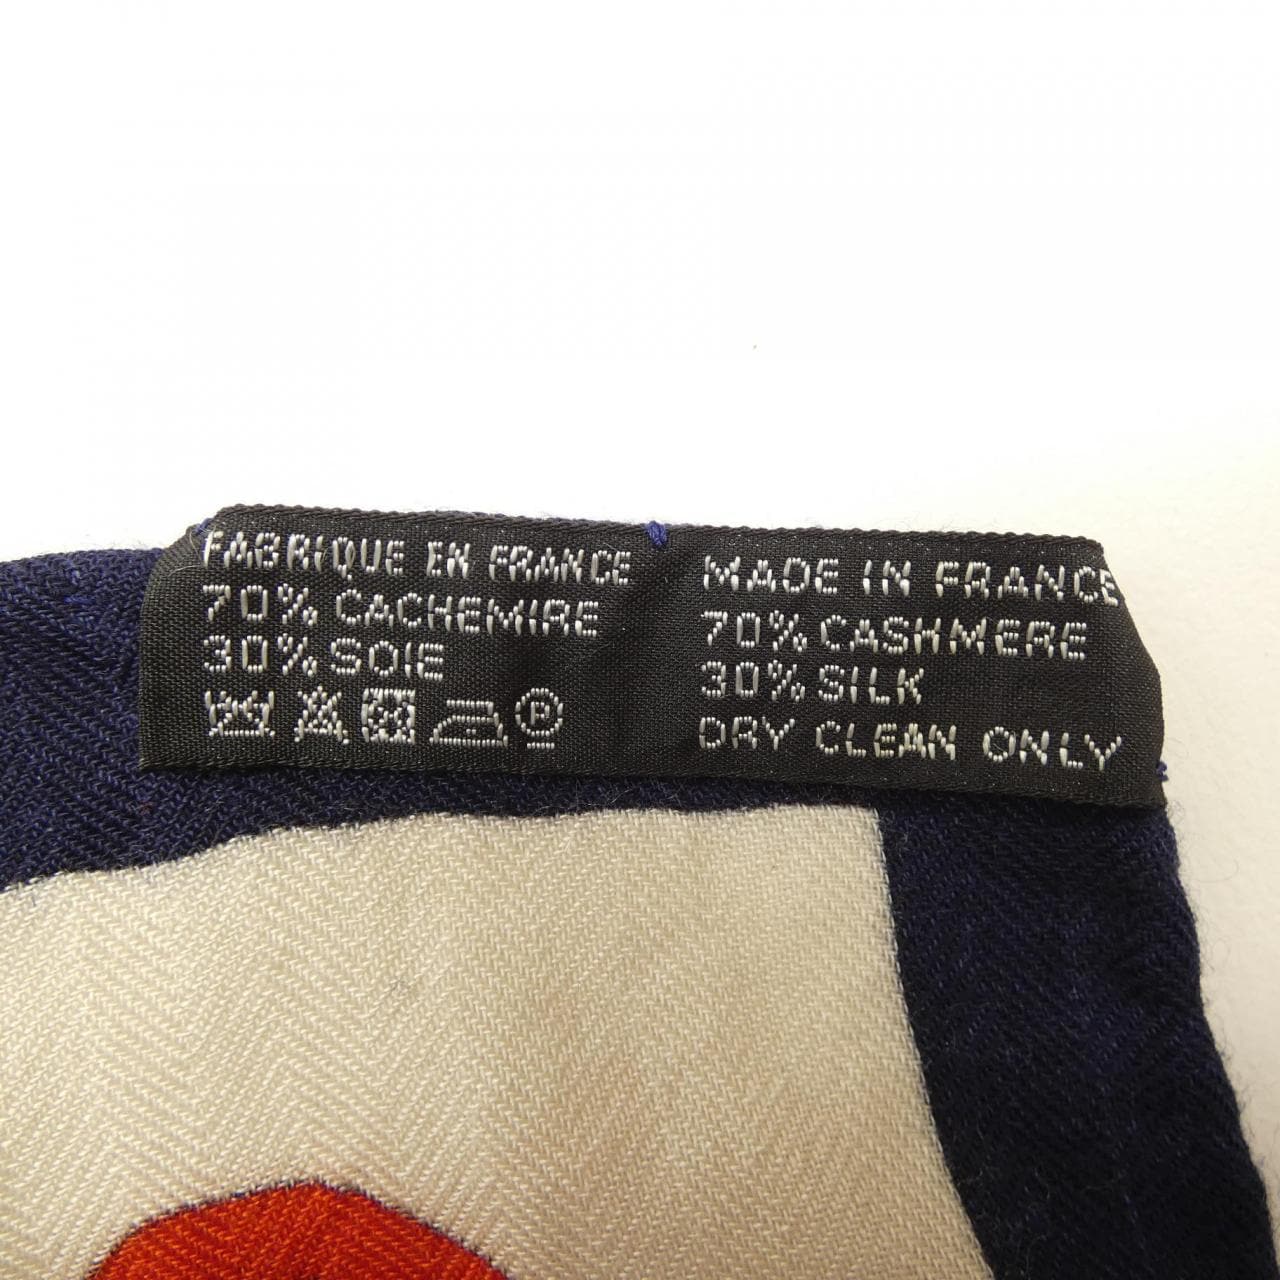 FABRIQUE EN FRANCE
70% CACHEMIRE
30% SOIE
P
MADE IN FRANCE
70% CASHMERE
30% SILK
DRY CLEAN ONLY